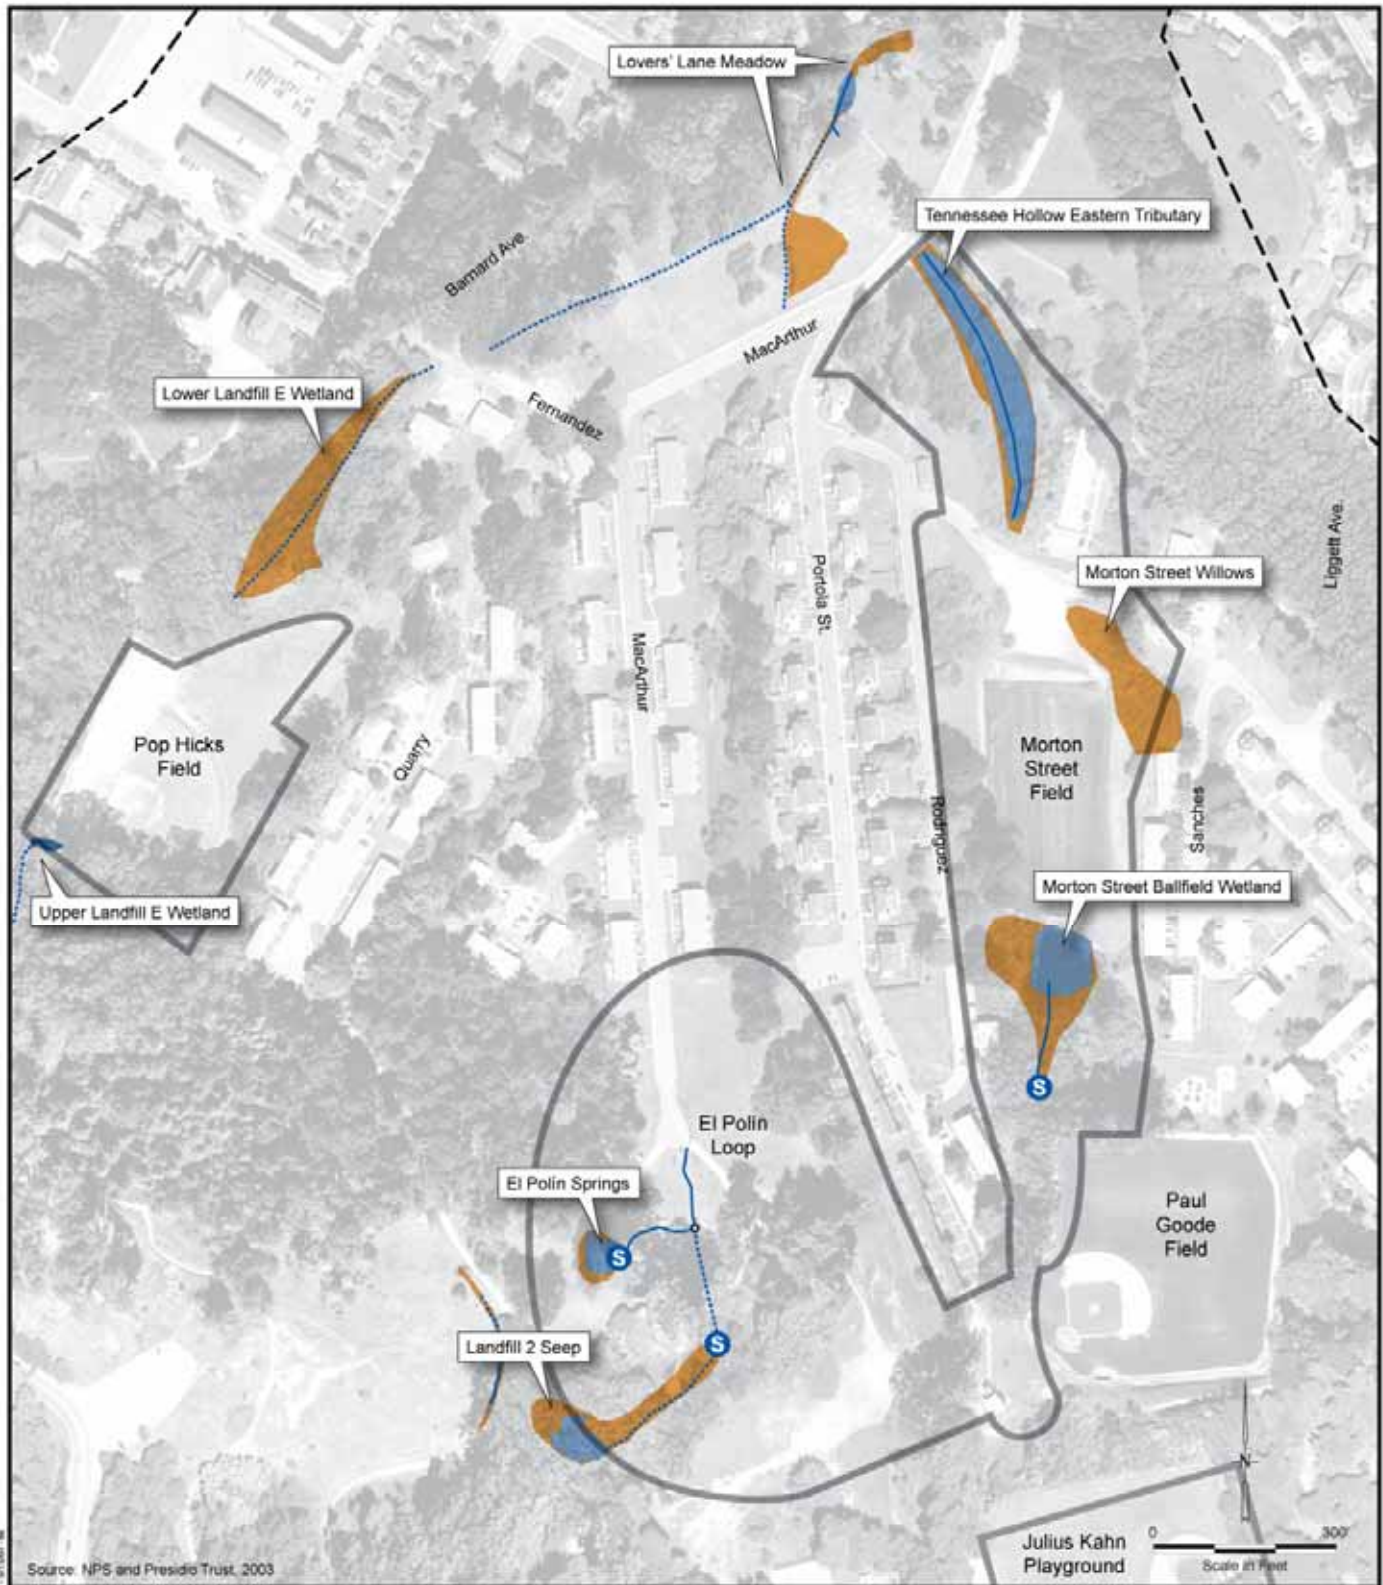 Lovers' Lane Meadow
Tennessee Hollow Eastern Tributary
Barnard Ave.
MacArthur
Lower Landfill E Wetland
Fernandez
Liggett Ave.
Portola St.
Morton Street Willows
MacArthur
Pop Hicks
Field
Quarry
Morton
Street
Field
Sanches
Rodriguez
Morton Street Ballfield Wetland
Upper Landfill E Wetland
S
El Polin
Loop
El Polin Springs
S
Paul
Goode
Field
Landfill 2 Seep
S
N
Julius Kahn
Playground
0 300'
Scale in Feet
Source: NPS and Presidio Trust, 2003